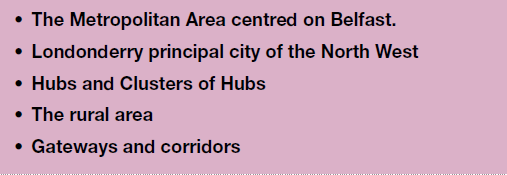 • The Metropolitan Area centred on Belfast.
• Londonderry principal city of the North West
• Hubs and Clusters of Hubs
• The rural area
• Gateways and corridors